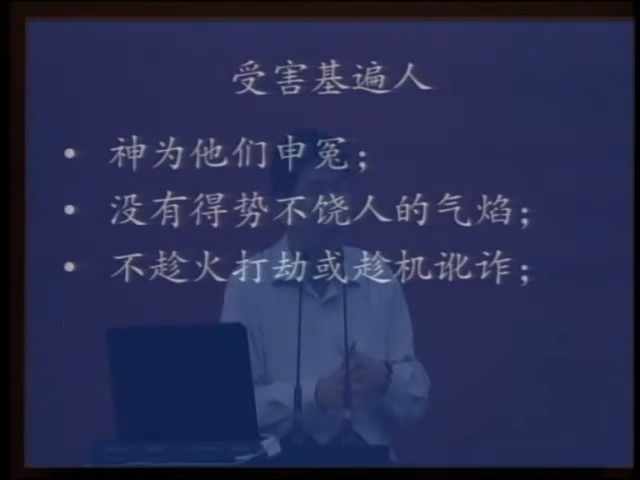 受害基遍人
• 神为他们申冤；
• 没有得势不饶人的气焰；
• 不趁火打劫或趁机讹诈；